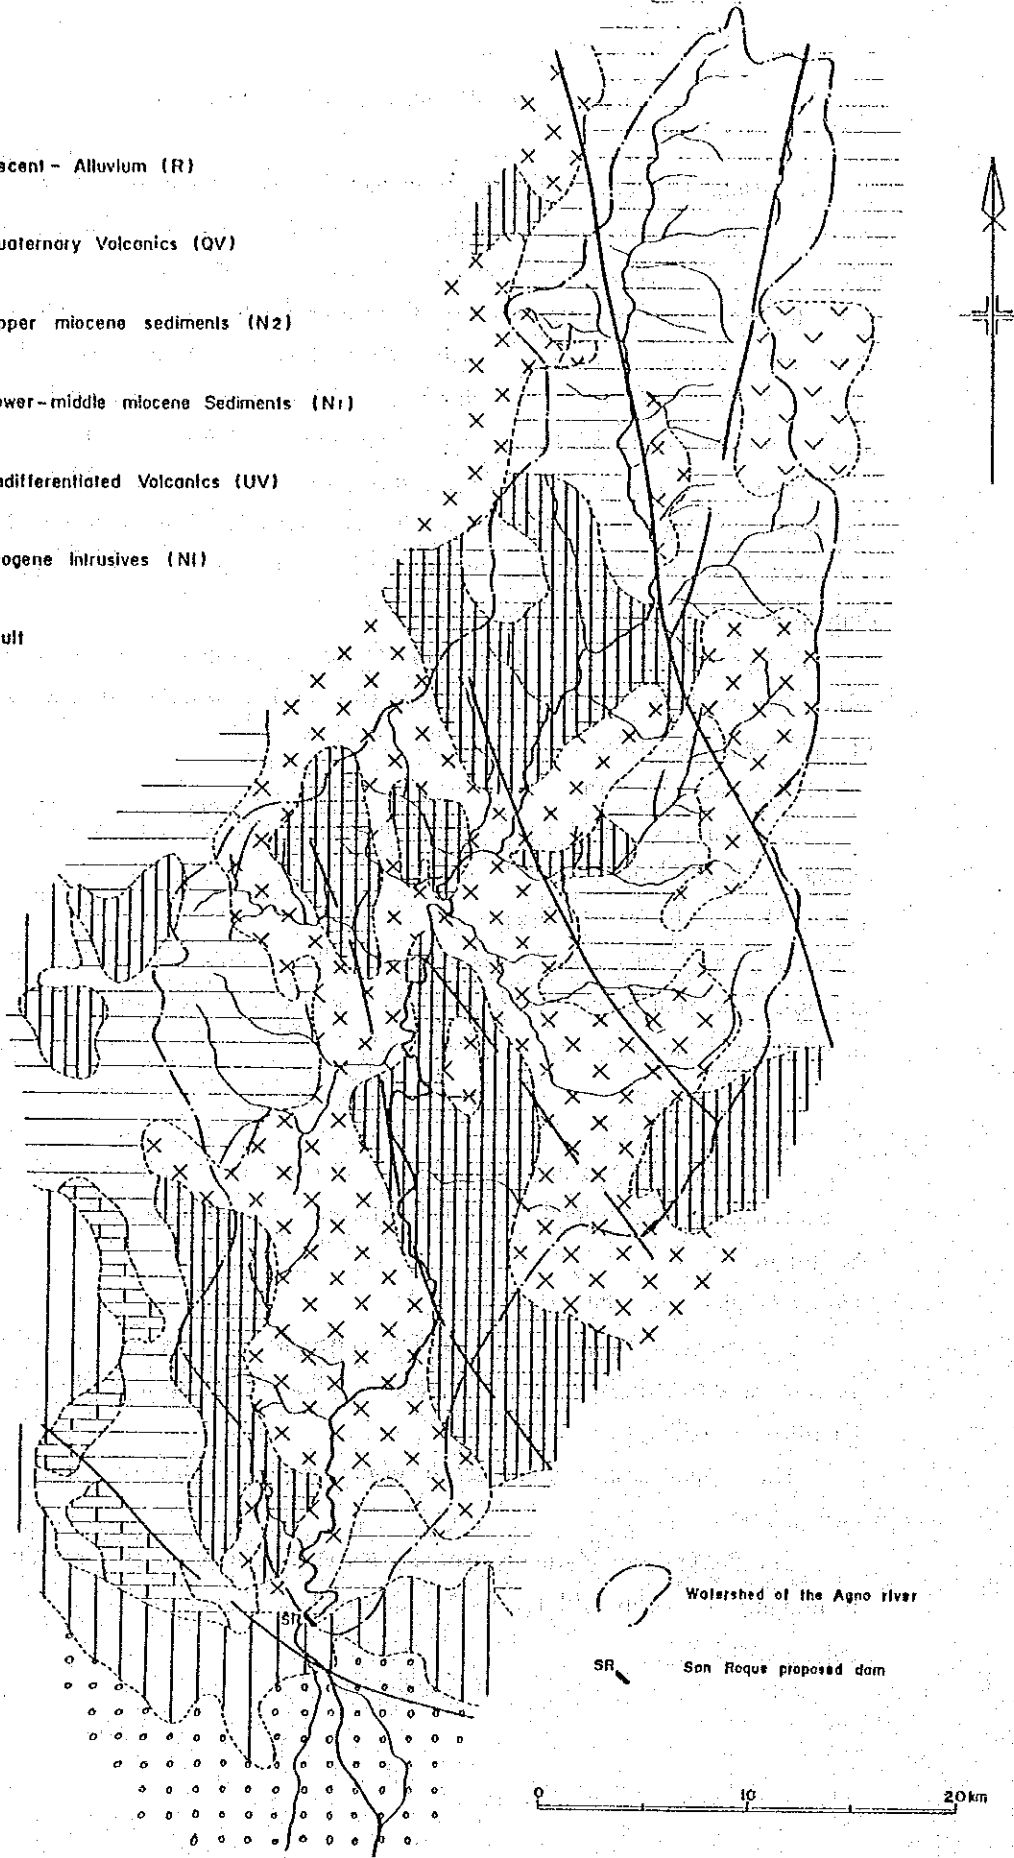 ecent - Alluvium (R)
uaternary Volcanics (QV)
pper miocene sediments (N2)
ower-middle miocene Sediments (N1)
ndifferentiated Volcanics (UV)
ogene Intrusives (NI)
ult
SR
Watershed of the Agno river
SR San Roque proposed dam
0 10 20km